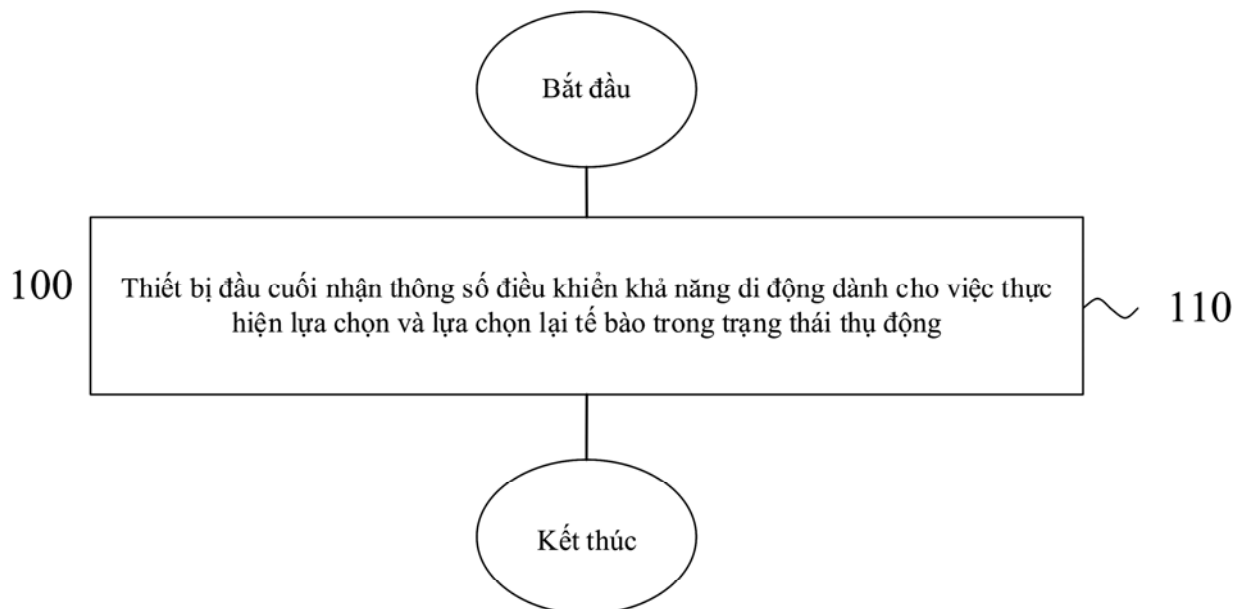 Bắt đầu
100
Thiết bị đầu cuối nhận thông số điều khiển khả năng di động dành cho việc thực
hiện lựa chọn và lựa chọn lại tế bào trong trạng thái thụ động
110
Kết thúc